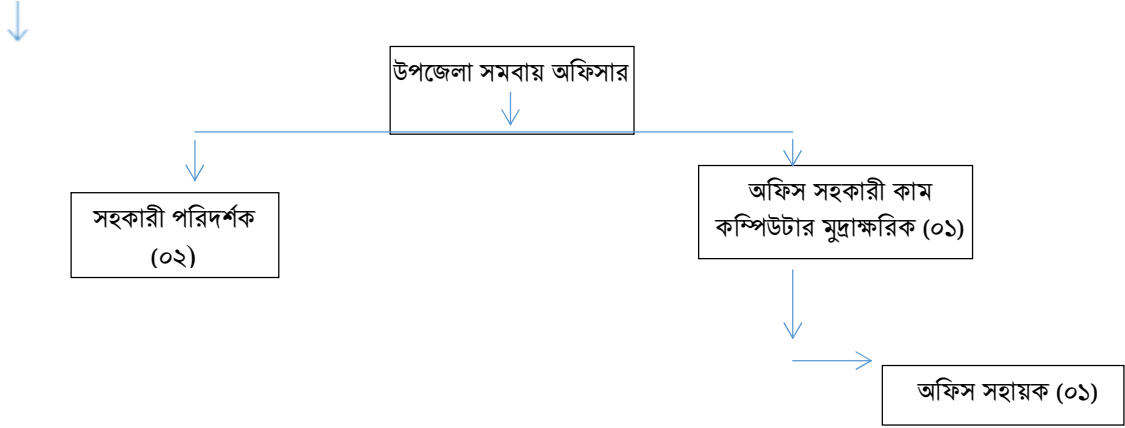 উপজেলা সমবায় অফিসার
সহকারী পরিদর্শক
(০২)
অফিস সহকারী কাম
কম্পিউটার মুদ্রাক্ষরিক (০১)
অফিস সহায়ক (০১)